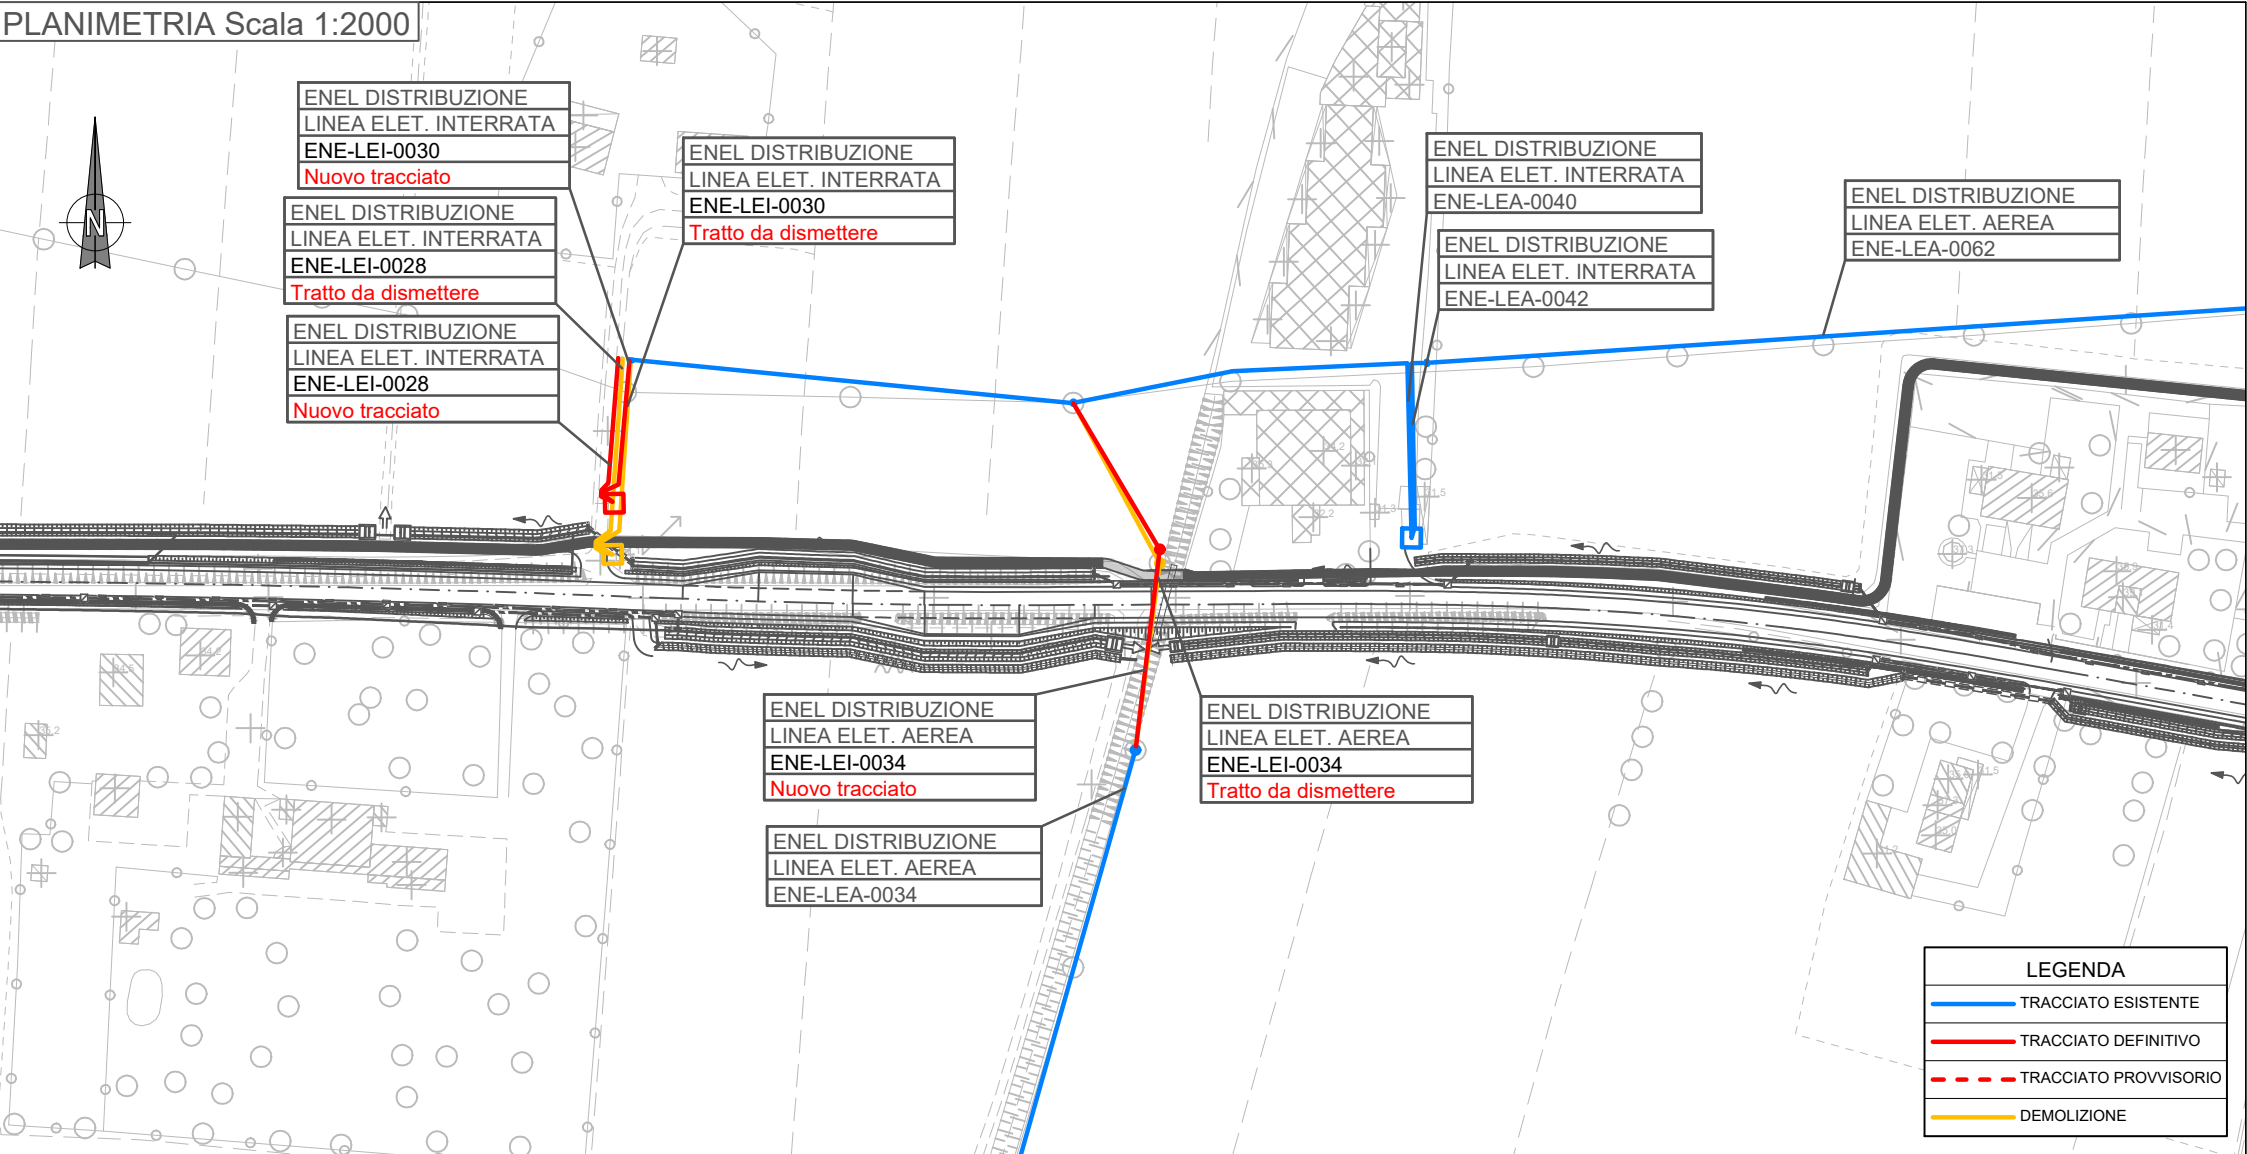 PLANIMETRIA Scala 1:2000
ENEL DISTRIBUZIONE
LINEA ELET. INTERRATA
ENE-LEI-0030
Nuovo tracciato
ENEL DISTRIBUZIONE
LINEA ELET. INTERRATA
ENE-LEI-0028
Tratto da dismettere
ENEL DISTRIBUZIONE
LINEA ELET. INTERRATA
ENE-LEI-0028
Nuovo tracciato
ENEL DISTRIBUZIONE
LINEA ELET. INTERRATA
ENE-LEI-0030
Tratto da dismettere
ENEL DISTRIBUZIONE
LINEA ELET. INTERRATA
ENE-LEA-0040
ENEL DISTRIBUZIONE
LINEA ELET. INTERRATA
ENE-LEA-0042
ENEL DISTRIBUZIONE
LINEA ELET. AEREA
ENE-LEA-0062
N
ENEL DISTRIBUZIONE
LINEA ELET. AEREA
ENE-LEI-0034
Nuovo tracciato
ENEL DISTRIBUZIONE
LINEA ELET. AEREA
ENE-LEI-0034
Tratto da dismettere
ENEL DISTRIBUZIONE
LINEA ELET. AEREA
ENE-LEA-0034
LEGENDA
TRACCIATO ESISTENTE
TRACCIATO DEFINITIVO
TRACCIATO PROVVISORIO
DEMOLIZIONE